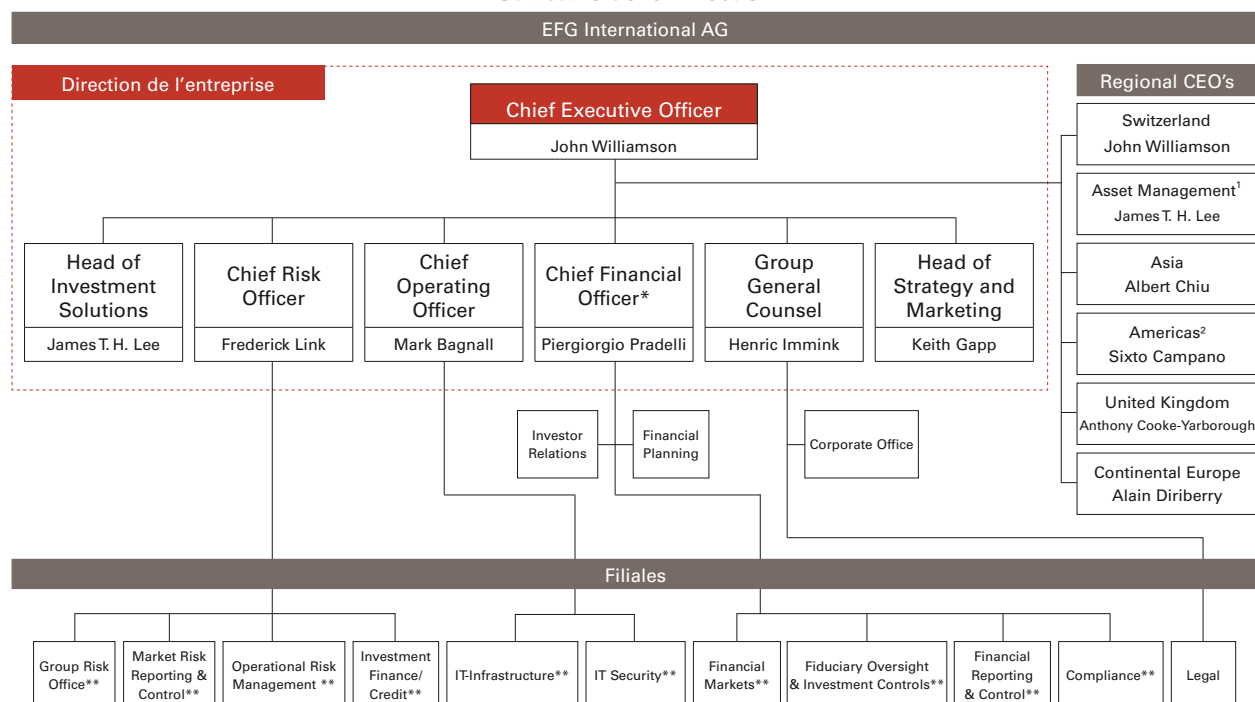 EFG International AG
Direction de l'entreprise
Chief Executive Officer
John Williamson
Regional CEO's
Switzerland
John Williamson
Asset Management¹
James T. H. Lee
Asia
Albert Chiu
Americas²
Sixto Campano
United Kingdom
Anthony Cooke-Yarborough
Continental Europe
Alain Diriberry
Head of
Investment
Solutions
James T. H. Lee
Chief Risk
Officer
Frederick Link
Chief
Operating
Officer
Mark Bagnall
Chief Financial
Officer*
Piergiorgio Pradelli
Group
General
Counsel
Henric Immink
Head of
Strategy and
Marketing
Keith Gapp
Investor
Relations
Financial
Planning
Corporate Office
Filiales
Group Risk
Office**
Market Risk
Reporting &
Control**
Operational Risk
Management **
Investment
Finance/
Credit**
IT-Infrastructure**
IT Security**
Financial
Markets**
Fiduciary Oversight
& Investment Controls**
Financial
Reporting
& Control**
Compliance**
Legal